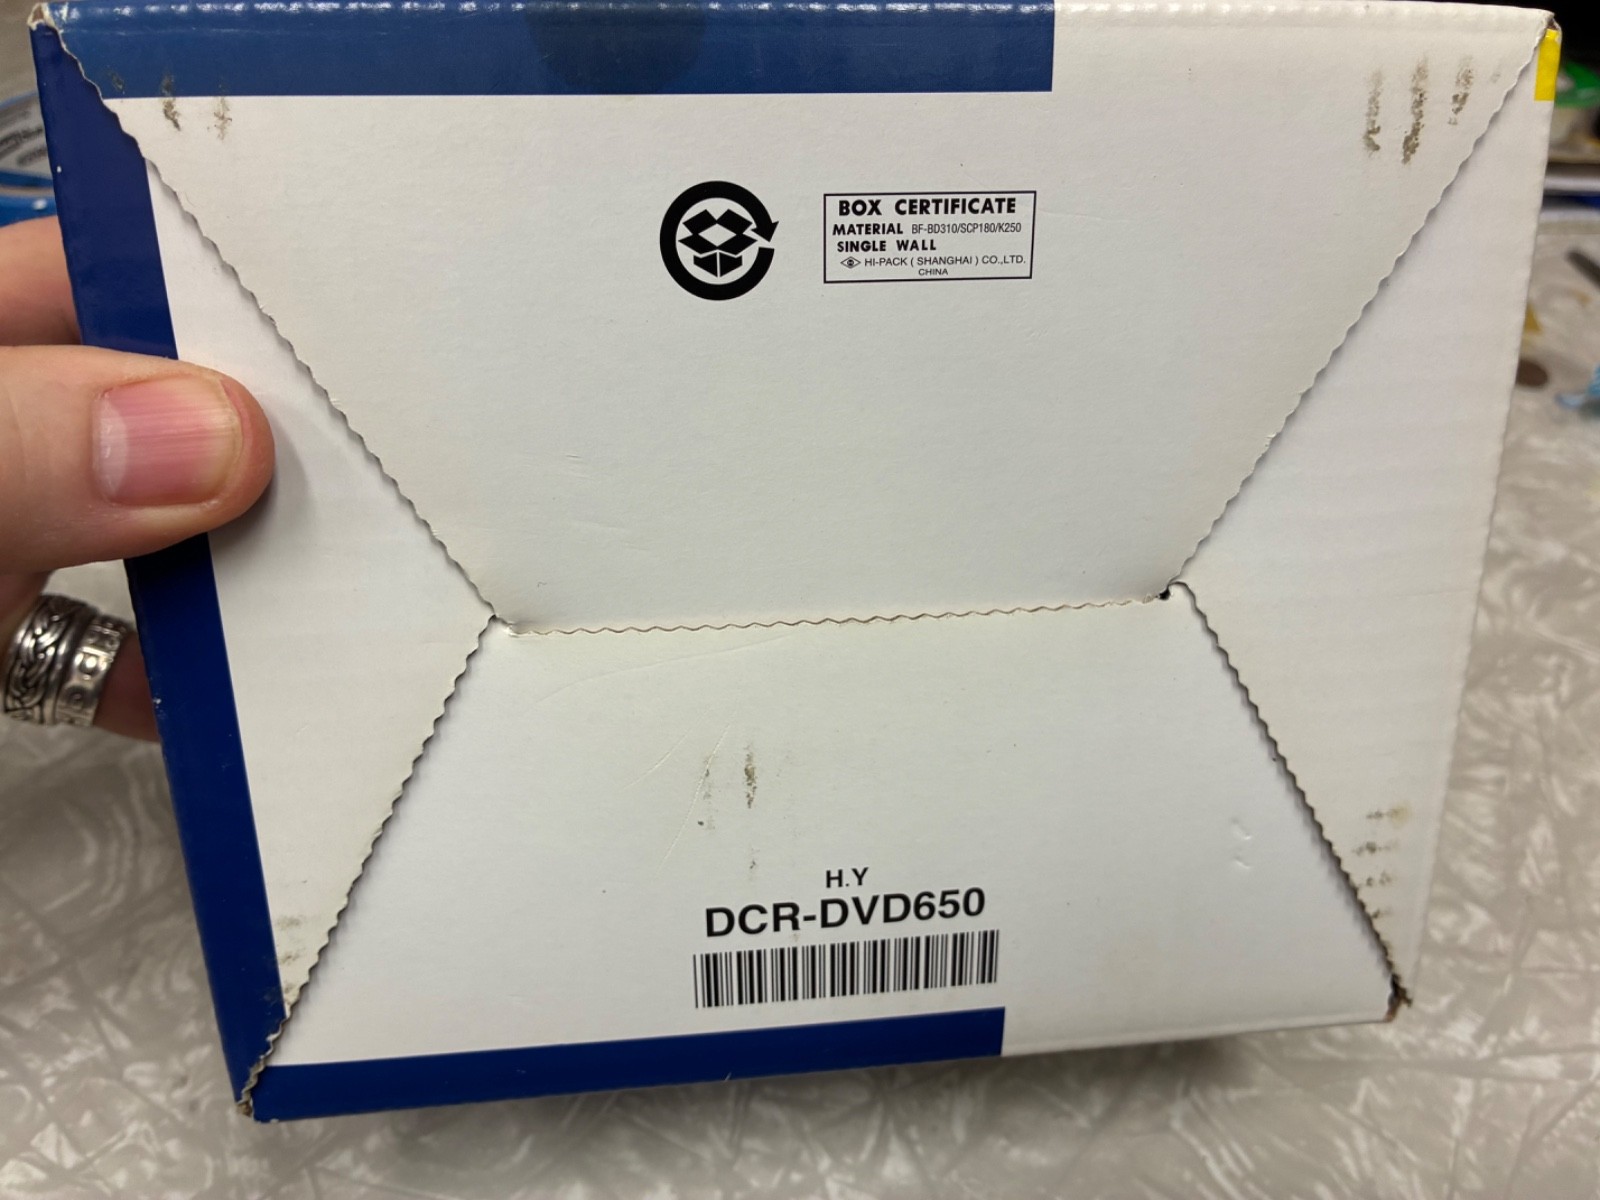 BOX CERTIFICATE
MATERIAL BF-BD310/SCP180/K250
SINGLE WALL
HI-PACK ( SHANGHAI ) CO.,LTD.
CHINA
H.Y
DCR-DVD650